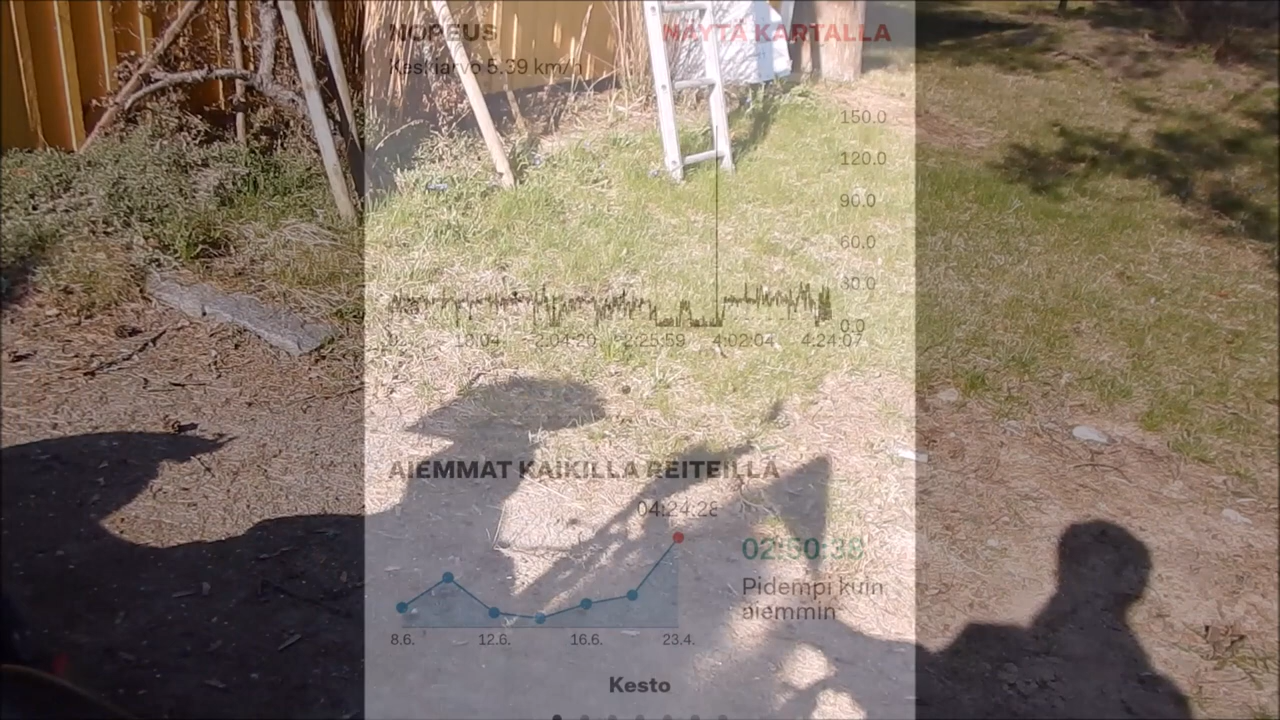 NOPEUS
NÄYTÄ KARTALLA
Keskiarvo 5.39 km/h
150.0
120.0
90.0
60.0
30.0
0.0
18:04
2:04:20
2:25:59
4:02:04
4:24:07
AIEMMAT KAIKILLA REITEILLÄ
04:24:28
02:50:38
Pidempi kuin
aiemmin
8.6.
12.6.
16.6.
23.4.
Kesto